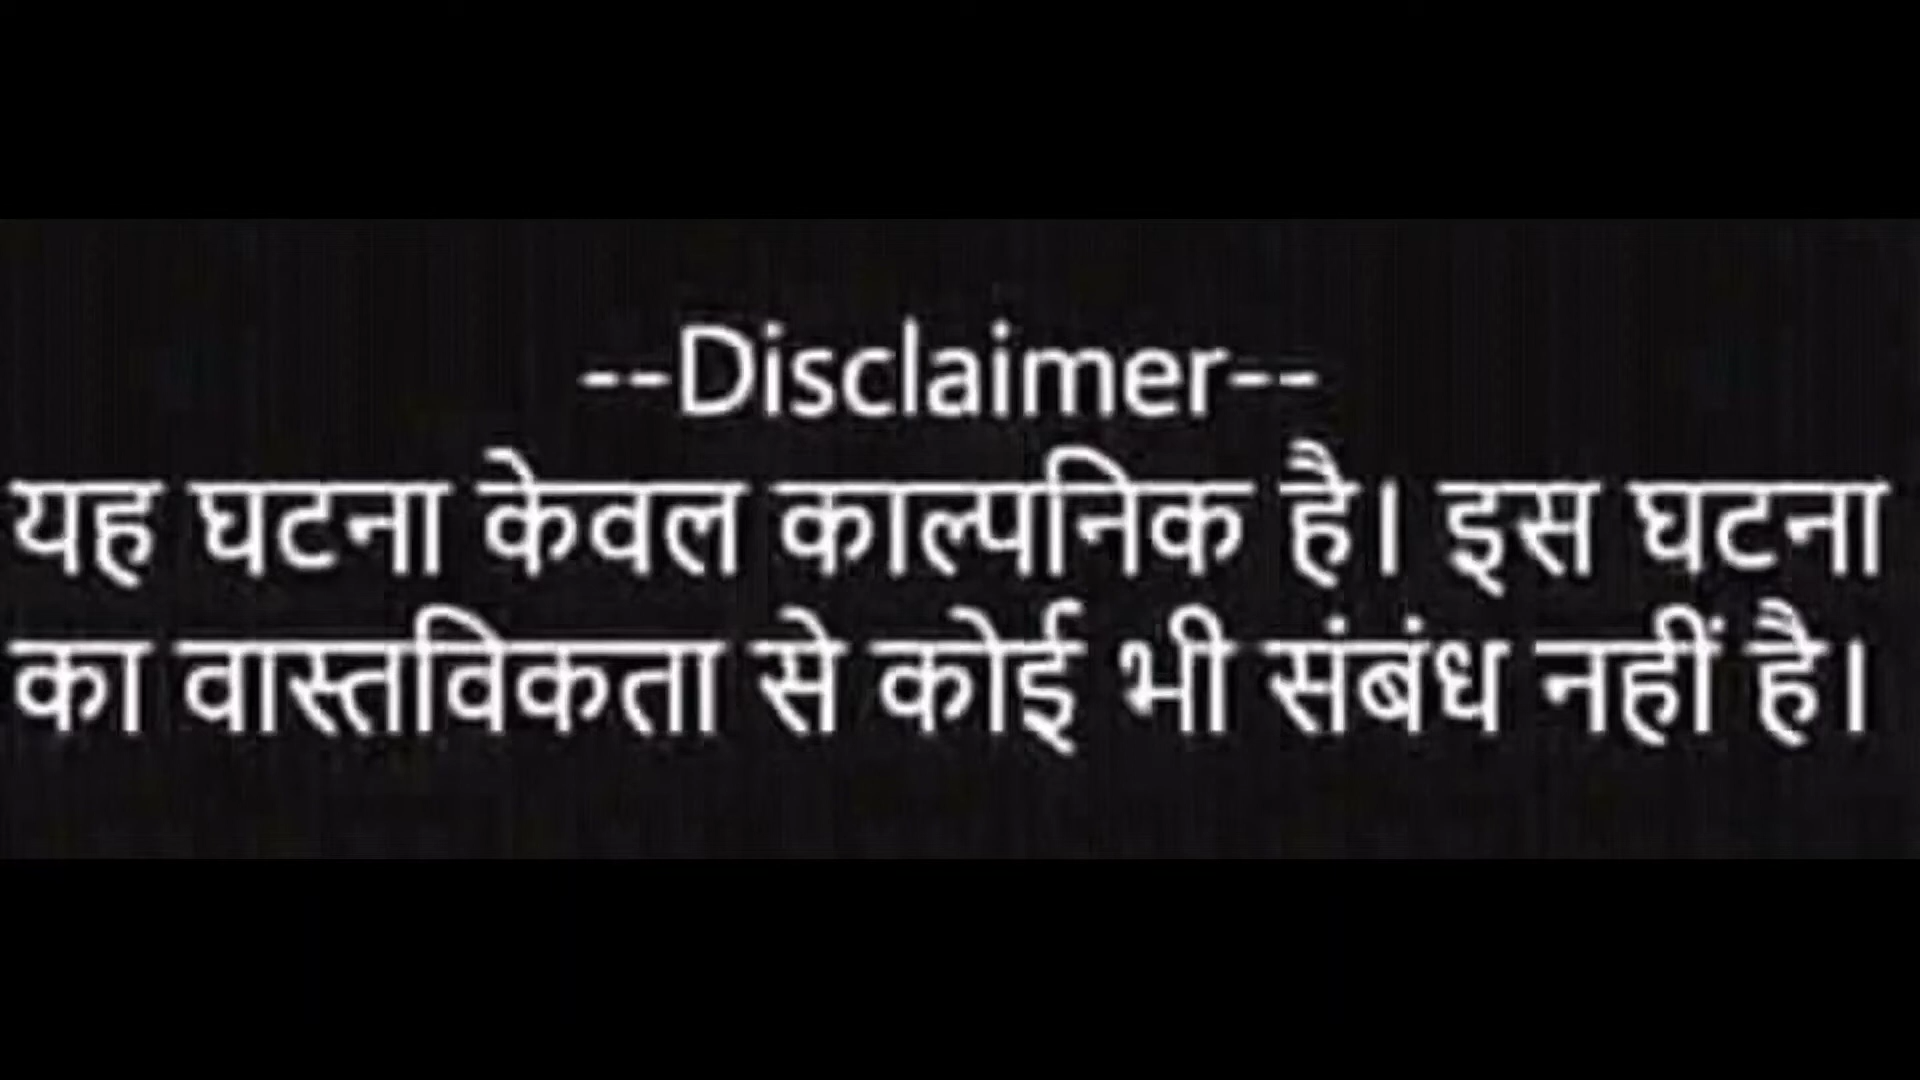 --Disclaimer--
यह घटना केवल काल्पनिक है। इस घटना
का वास्तविकता से कोई भी संबंध नहीं है।